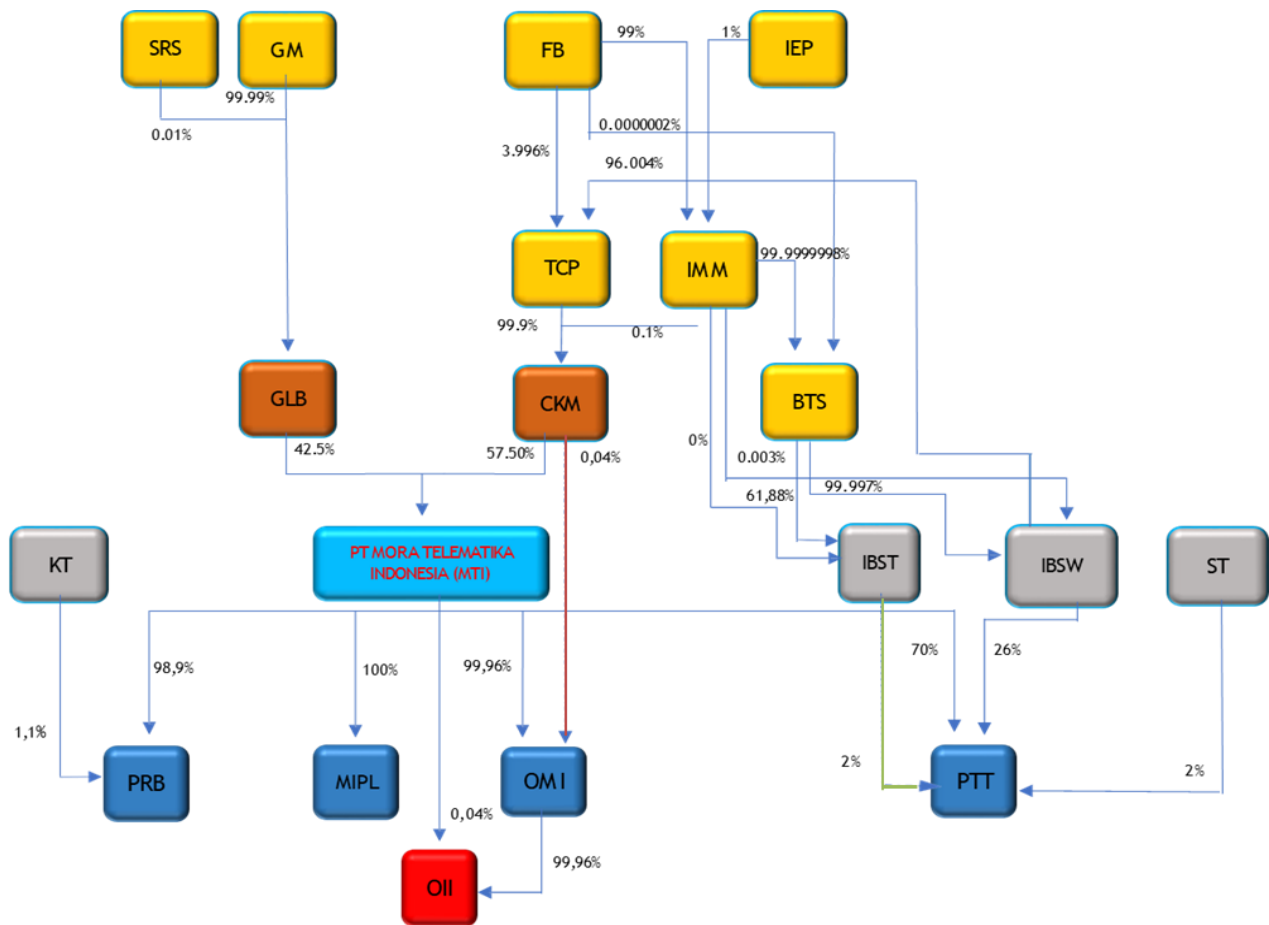 SRS
GM
FB
99%
1%
IEP
99.99%
0.01%
0.0000002%
3.996%
96.004%
TCP
IMM
99.9999998%
99.9%
0.1%
GLB
CKM
BTS
42.5%
57.50%
0,04%
0%
0.003%
61,88%
99.997%
KT
PT MORA TELEMATIKA
INDONESIA (MTI)
IBST
IBSW
ST
98,9%
100%
99,96%
70%
26%
1,1%
PRB
MIPL
OMI
2%
PTT
2%
0,04%
99,96%
OII